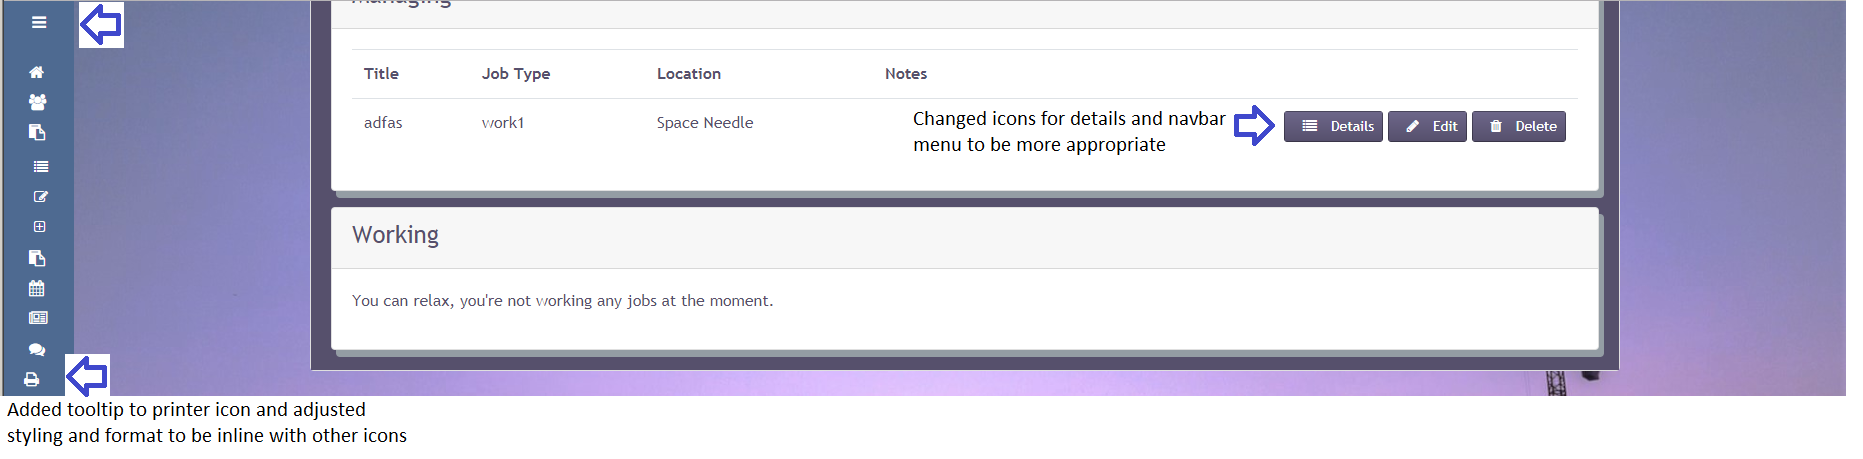 Managing
Title Job Type Location Notes
adfas work1 Space Needle
Changed icons for details and navbar
menu to be more appropriate
Details Edit Delete
Working
You can relax, you're not working any jobs at the moment.
Added tooltip to printer icon and adjusted
styling and format to be inline with other icons